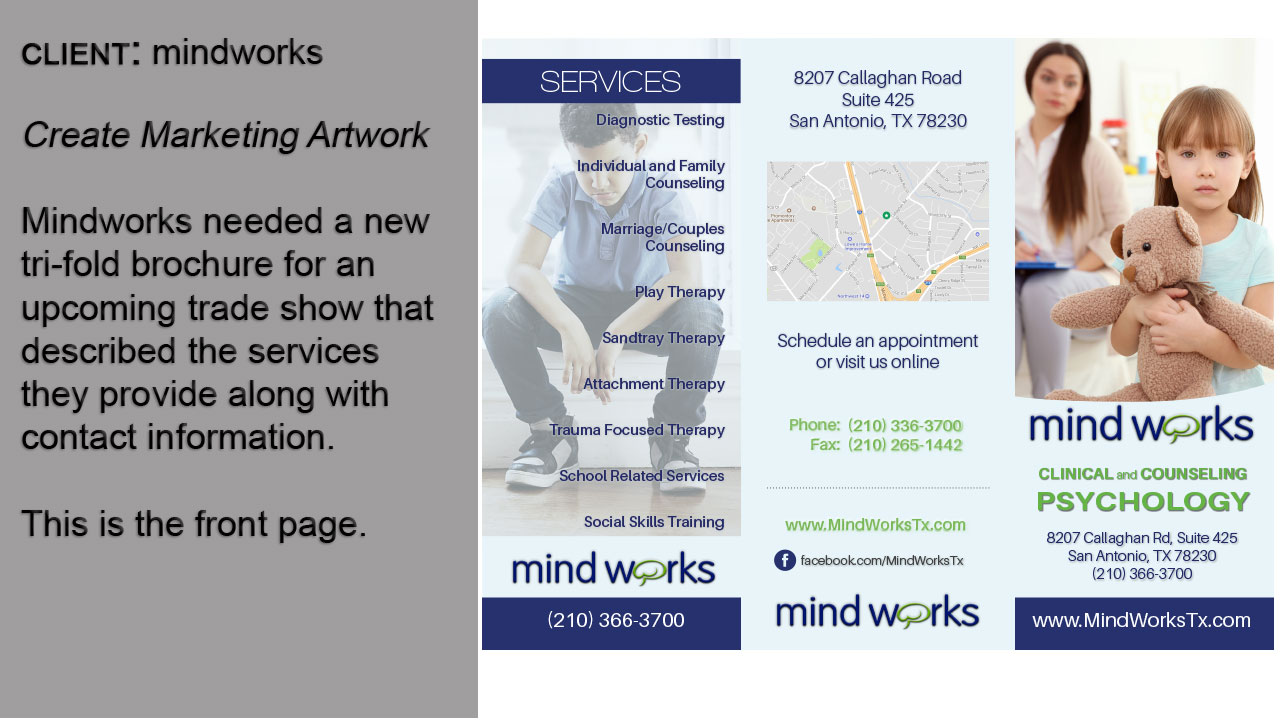 CLIENT: mindworks
Create Marketing Artwork
Mindworks needed a new
tri-fold brochure for an
upcoming trade show that
described the services
they provide along with
contact information.
This is the front page.
SERVICES
Diagnostic Testing
Individual and Family
Counseling
Marriage/Couples
Counseling
Play Therapy
Sandtray Therapy
Attachment Therapy
Trauma Focused Therapy
School Related Services
Social Skills Training
mind works
(210) 366-3700
8207 Callaghan Road
Suite 425
San Antonio, TX 78230
Schedule an appointment
or visit us online
Phone: (210) 336-3700
Fax: (210) 265-1442
www.MindWorksTx.com
facebook.com/MindWorksTx
mind works
mind works
CLINICAL and COUNSELING
PSYCHOLOGY
8207 Callaghan Rd, Suite 425
San Antonio, TX 78230
(210) 366-3700
www.MindWorksTx.com